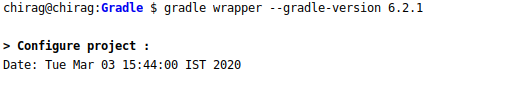 chirag@chirag:Gradle $ gradle wrapper --gradle-version 6.2.1
> Configure project :
Date: Tue Mar 03 15:44:00 IST 2020